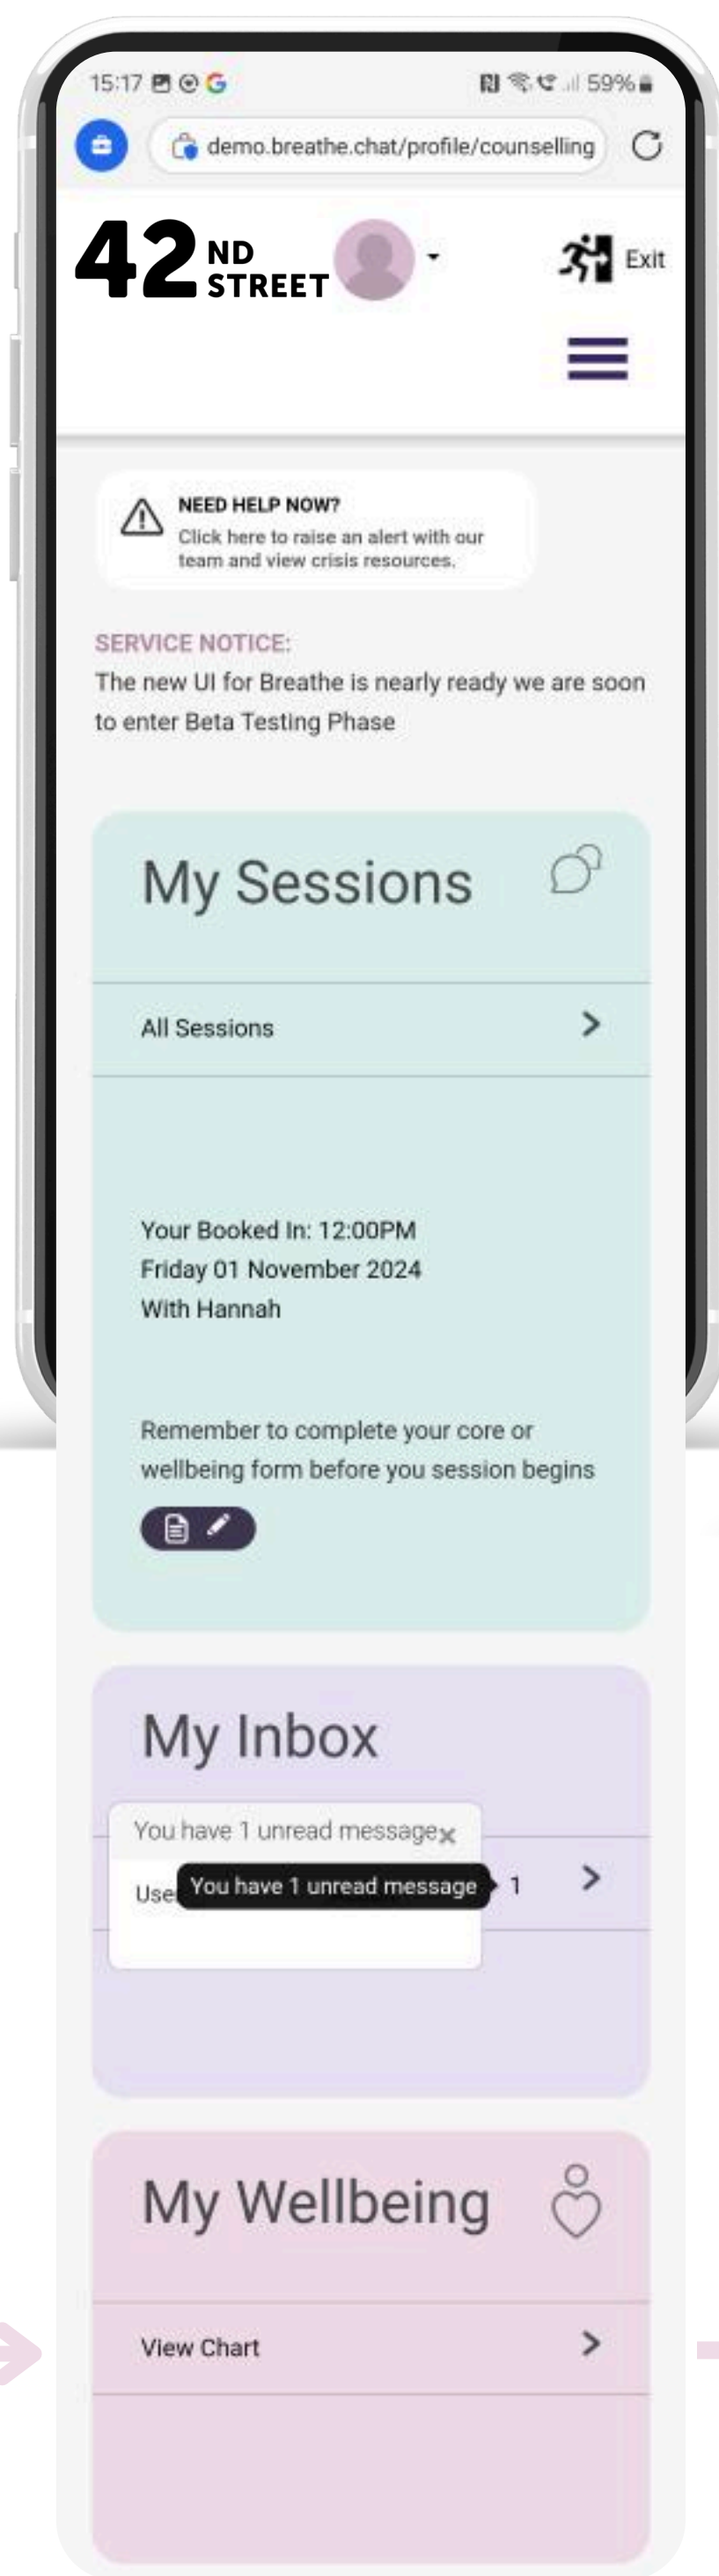 15:17 59%
demo.breathe.chat/profile/counselling
42 ND STREET
Exit
NEED HELP NOW?
Click here to raise an alert with our
team and view crisis resources.
SERVICE NOTICE:
The new UI for Breathe is nearly ready we are soon
to enter Beta Testing Phase
My Sessions
All Sessions
Your Booked In: 12:00PM
Friday 01 November 2024
With Hannah
Remember to complete your core or
wellbeing form before you session begins
My Inbox
You have 1 unread message
You have 1 unread message 1
My Wellbeing
View Chart